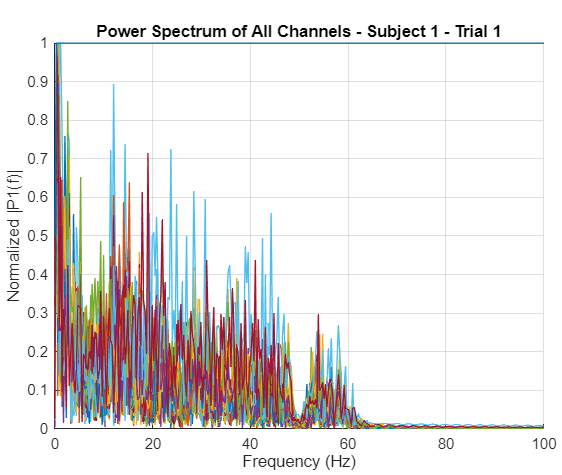 Power Spectrum of All Channels - Subject 1 - Trial 1
1
0.9
0.8
0.7
0.6
0.5
0.4
0.3
0.2
0.1
0
Normalized |P1(f)|
0 20 40 60 80 100
Frequency (Hz)